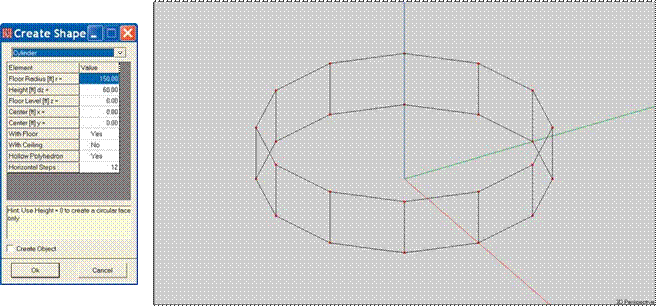 Create Shape
Cylinder
Element Value
Floor Radius [ft] r = 150.00
Height [ft] dz = 60.00
Floor Level [ft] z = 0.00
Center [ft] x = 0.00
Center [ft] y = 0.00
With Floor Yes
With Ceiling No
Hollow Polyhedron Yes
Horizontal Steps 12
Hint: Use Height = 0 to create a circular face
only
Create Object
Ok Cancel
3D Perspective